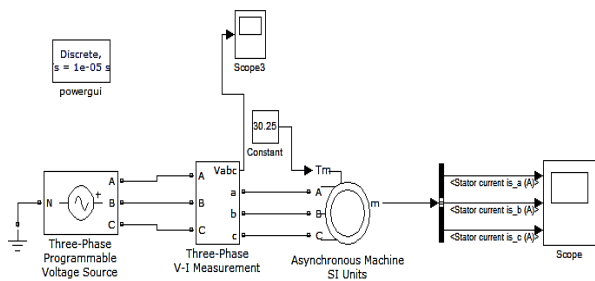 Discrete,
's = 1e-05 s
powergui
Scope3
30.25
Constant
Vabc
Tm
A
A
a
A
N
+
B
B
b
B
m
C
C
c
C
<Stator current is_a (A)>
<Stator current is_b (A)>
<Stator current is_c (A)>
Three-Phase
Programmable
Voltage Source
Three-Phase
V-I Measurement
Asynchronous Machine
SI Units
Scope